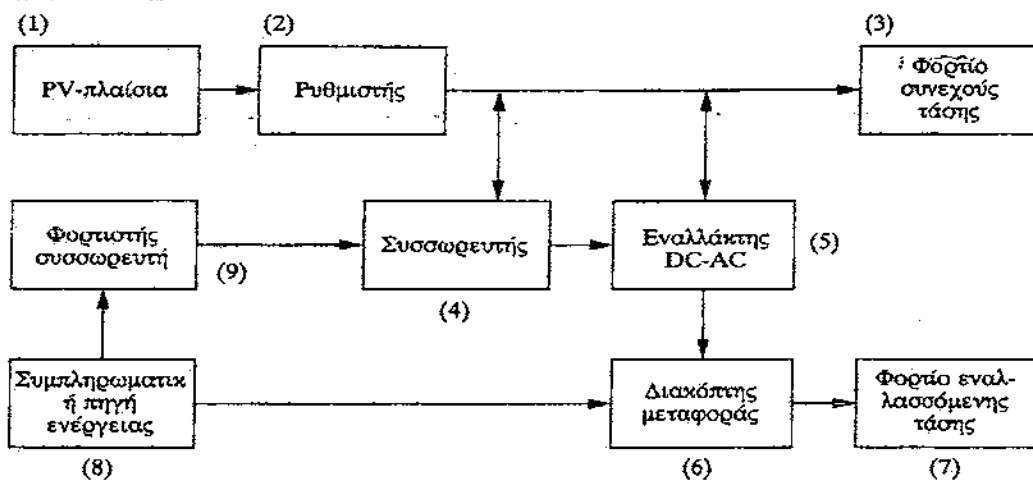 (1)
(2)
(3)
PV-πλαίσια
Ρυθμιστής
Φορτίο
συνεχούς
τάσης
Φορτιστής
συσσωρευτή
(9)
Συσσωρευτής
(4)
Εναλλάκτης
DC-AC
(5)
Συμπληρωματικ
ή πηγή
ενέργειας
(8)
Διακόπτης
μεταφοράς
(6)
Φορτίο εναλ-
λασσόμενης
τάσης
(7)